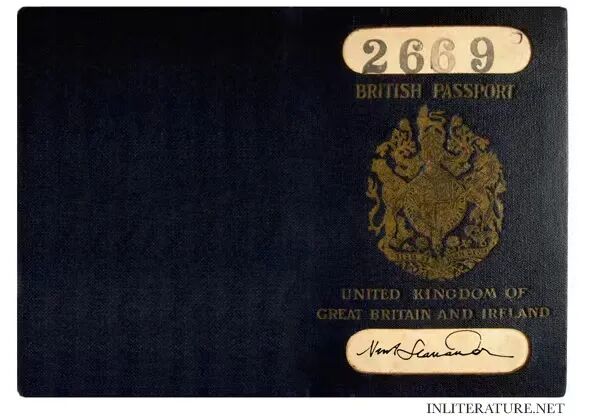 2669
BRITISH PASSPORT
UNITED KINGDOM OF
GREAT BRITAIN AND IRELAND
Newt Scamander
INLITERATURE.NET